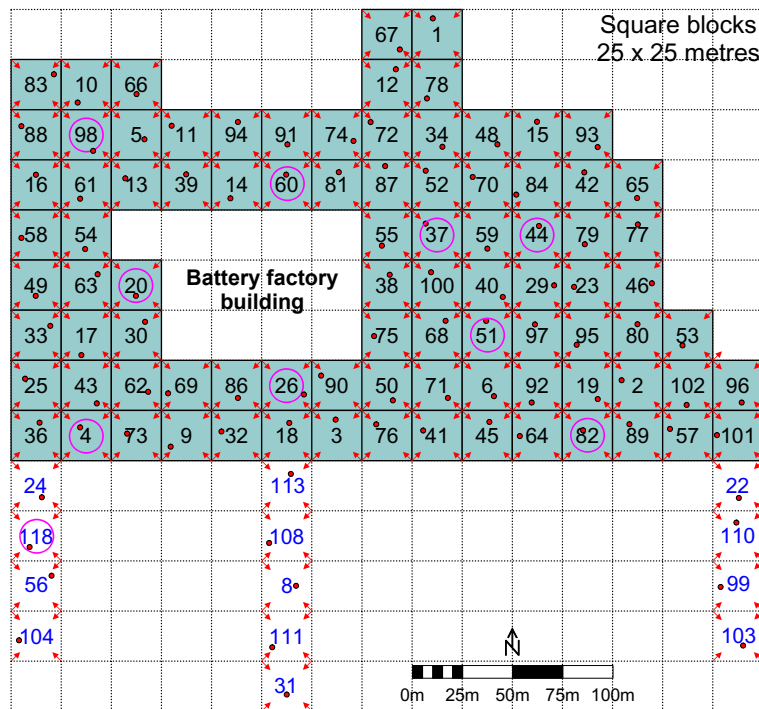 67 1 Square blocks
25 x 25 metres
83 10 66 12 78
88 98 5 11 94 91 74 72 34 48 15 93
16 61 13 39 14 60 81 87 52 70 84 42 65
58 54 55 37 59 44 79 77
49 63 20 Battery factory 38 100 40 29 23 46
building
33 17 30 75 68 51 97 95 80 53
25 43 62 69 86 26 90 50 71 6 92 19 2 102 96
36 4 73 9 32 18 3 76 41 45 64 82 89 57 101
24 113 22
118 108 110
56 8 99
104 111 103
N
31
0m 25m 50m 75m 100m